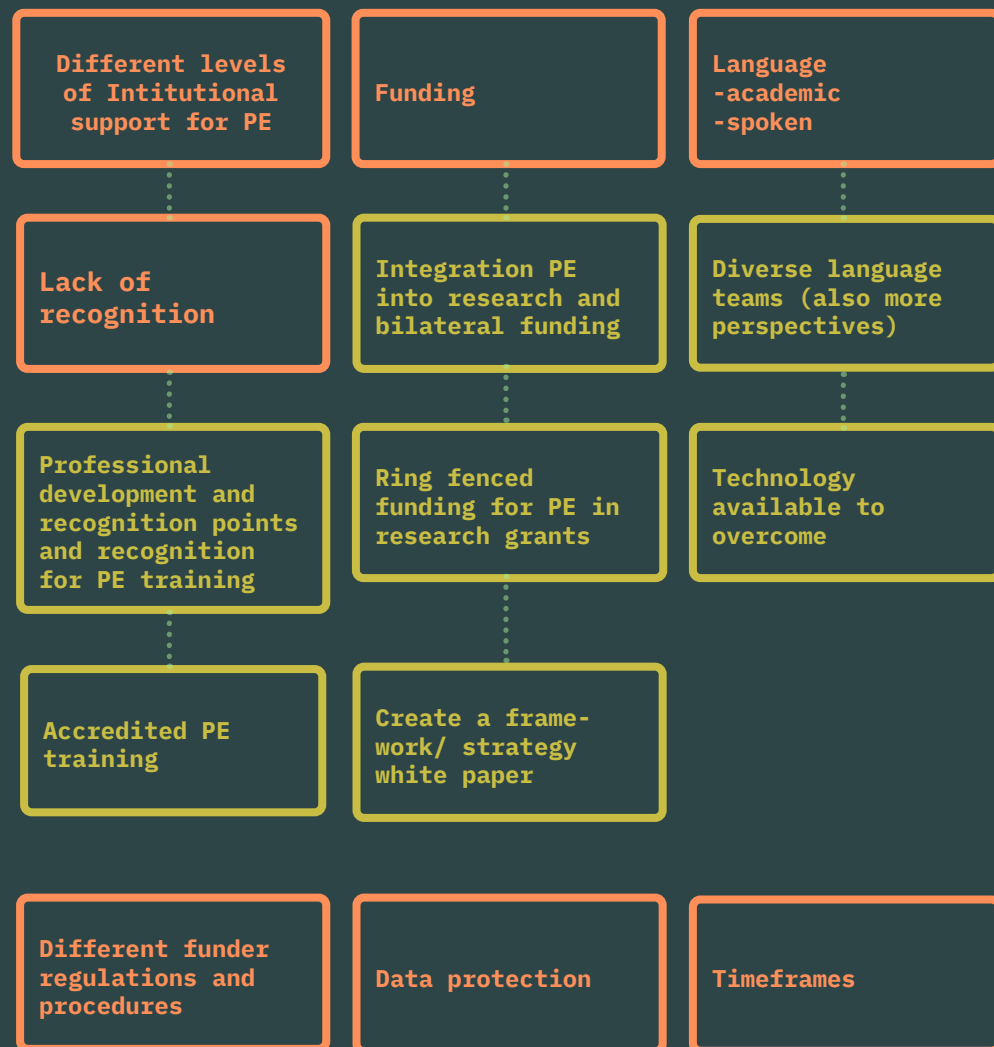 Different levels
of Intitutional
support for PE
Funding
Language
-academic
-spoken
Lack of
recognition
Integration PE
into research and
bilateral funding
Diverse language
teams (also more
perspectives)
Professional
development and
recognition points
and recognition
for PE training
Ring fenced
funding for PE in
research grants
Technology
available to
overcome
Accredited PE
training
Create a frame-
work/ strategy
white paper
Different funder
regulations and
procedures
Data protection
Timeframes